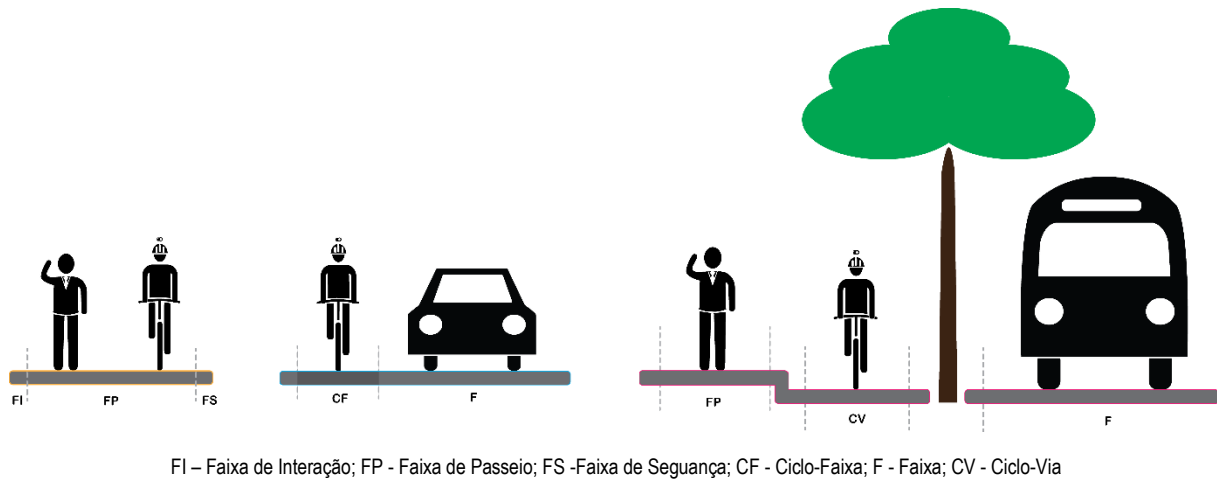 FI FP FS
CF F
FP
CV
F
FI – Faixa de Interação; FP - Faixa de Passeio; FS -Faixa de Seguança; CF - Ciclo-Faixa; F - Faixa; CV - Ciclo-Via